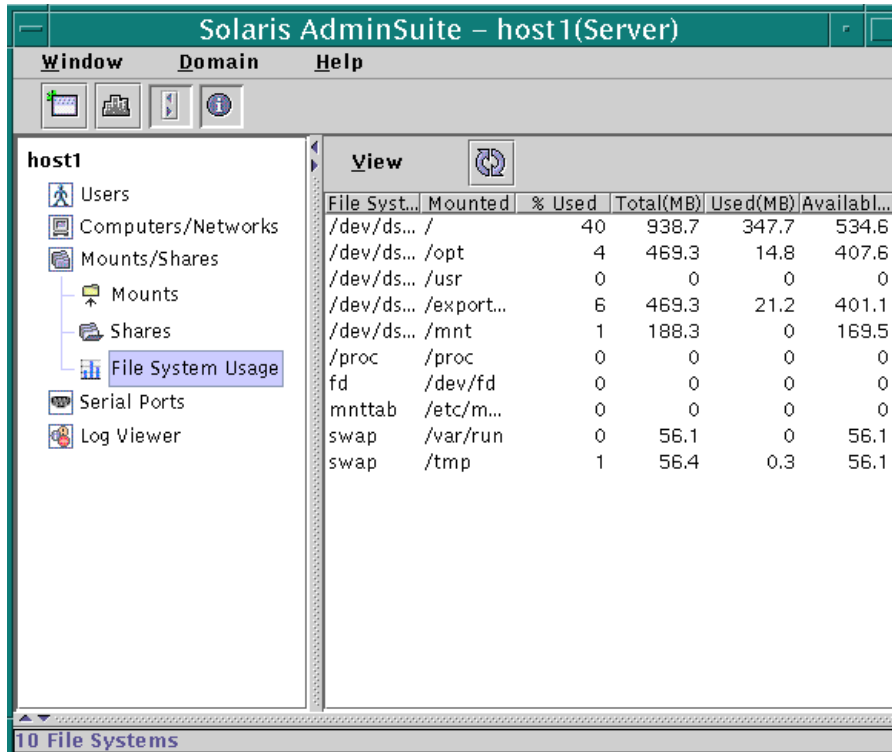 Solaris AdminSuite – host1(Server)
Window Domain Help
host1
Users
Computers/Networks
Mounts/Shares
Mounts
Shares
File System Usage
Serial Ports
Log Viewer
View
File Syst... Mounted % Used Total(MB) Used(MB) Availabl...
/dev/ds... / 40 938.7 347.7 534.6
/dev/ds... /opt 4 469.3 14.8 407.6
/dev/ds... /usr 0 0 0 0
/dev/ds... /export... 6 469.3 21.2 401.1
/dev/ds... /mnt 1 188.3 0 169.5
/proc /proc 0 0 0 0
fd /dev/fd 0 0 0 0
mnttab /etc/m... 0 0 0 0
swap /var/run 0 56.1 0 56.1
swap /tmp 1 56.4 0.3 56.1
10 File Systems